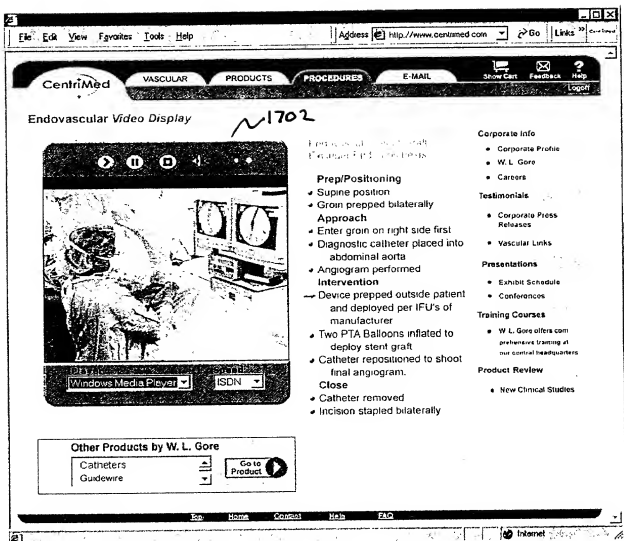 File Edit View Favorites Tools Help
Address http://www.centrimed com Go Links
CentriMed VASCULAR PRODUCTS PROCEDURES E-MAIL Show Cart Feedback Help
Logoff
Endovascular Video Display
1702
Prep/Positioning
Supine position
Groin prepped bilaterally
Approach
Enter groin on right side first
Diagnostic catheter placed into
abdominal aorta
Angiogram performed
Intervention
Device prepped outside patient
and deployed per IFU's of
manufacturer
Two PTA Balloons inflated to
deploy stent graft
Catheter repositioned to shoot
final angiogram.
Close
Catheter removed
Incision stapled bilaterally
Corporate Info
Corporate Profile
W. L. Gore
Careers
Testimonials
Corporate Press
Releases
Vascular Links
Presentations
Exhibit Schedule
Conferences
Training Courses
W. L. Gore offers com
prehensive training at
our central headquarters
Product Review
New Clinical Studies
Windows Media Player ISDN
Other Products by W. L. Gore
Catheters
Guidewire
Go to
Product
Top Home Contact Help FAQ
Internet